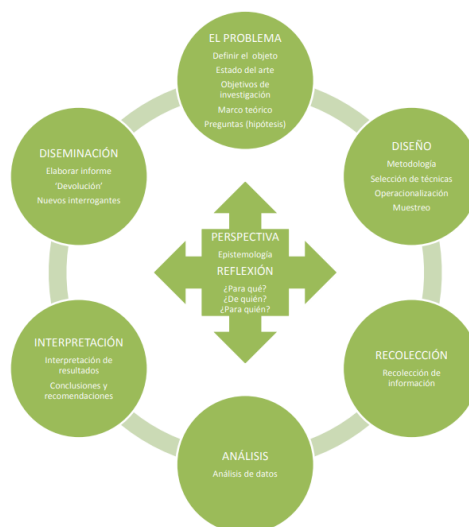 EL PROBLEMA
Definir el objeto
Estado del arte
Objetivos de
investigación
Marco teórico
Preguntas (hipótesis)
DISEÑO
Metodología
Selección de técnicas
Operacionalización
Muestreo
RECOLECCIÓN
Recolección de
información
ANÁLISIS
Análisis de datos
INTERPRETACIÓN
Interpretación de
resultados
Conclusiones y
recomendaciones
DISEMINACIÓN
Elaborar informe
'Devolución'
Nuevos interrogantes
PERSPECTIVA
Epistemología
REFLEXIÓN
¿Para qué?
¿De quién?
¿Para quién?